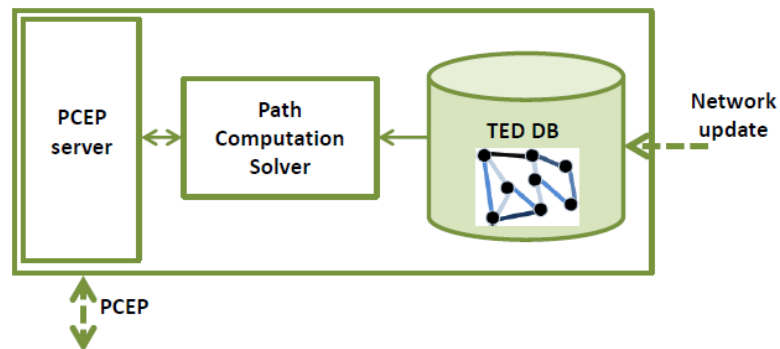 PCEP
server
Path
Computation
Solver
TED DB
Network
update
PCEP